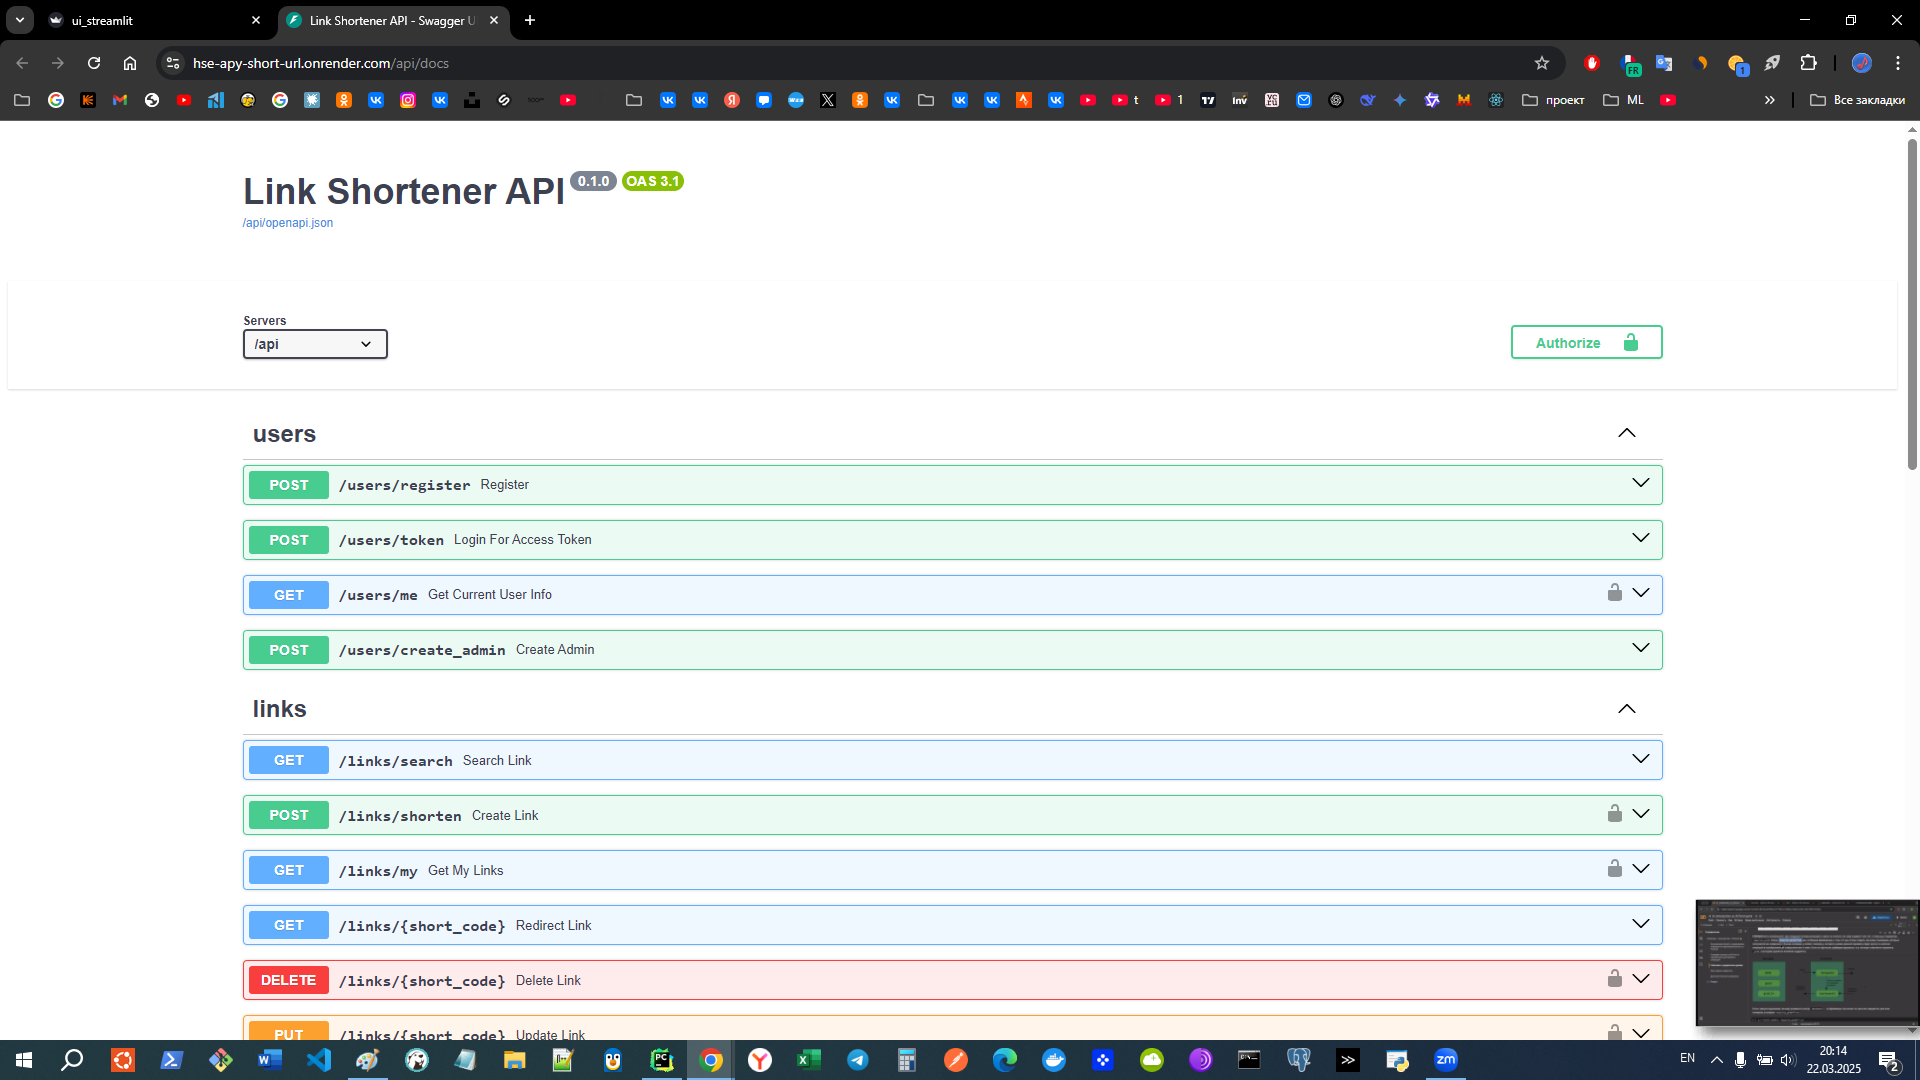 ui_streamlit
Link Shortener API - Swagger U
hse-apy-short-url.onrender.com/api/docs
FR
1
t
1
проект
ML
Все закладки
Link Shortener API 0.1.0 OAS 3.1
/api/openapi.json
Servers
/api
Authorize
users
POST /users/register Register
POST /users/token Login For Access Token
GET /users/me Get Current User Info
POST /users/create_admin Create Admin
links
GET /links/search Search Link
POST /links/shorten Create Link
GET /links/my Get My Links
GET /links/{short_code} Redirect Link
DELETE /links/{short_code} Delete Link
PUT /links/{short_code} Update Link
EN
20:14
22.03.2025
2